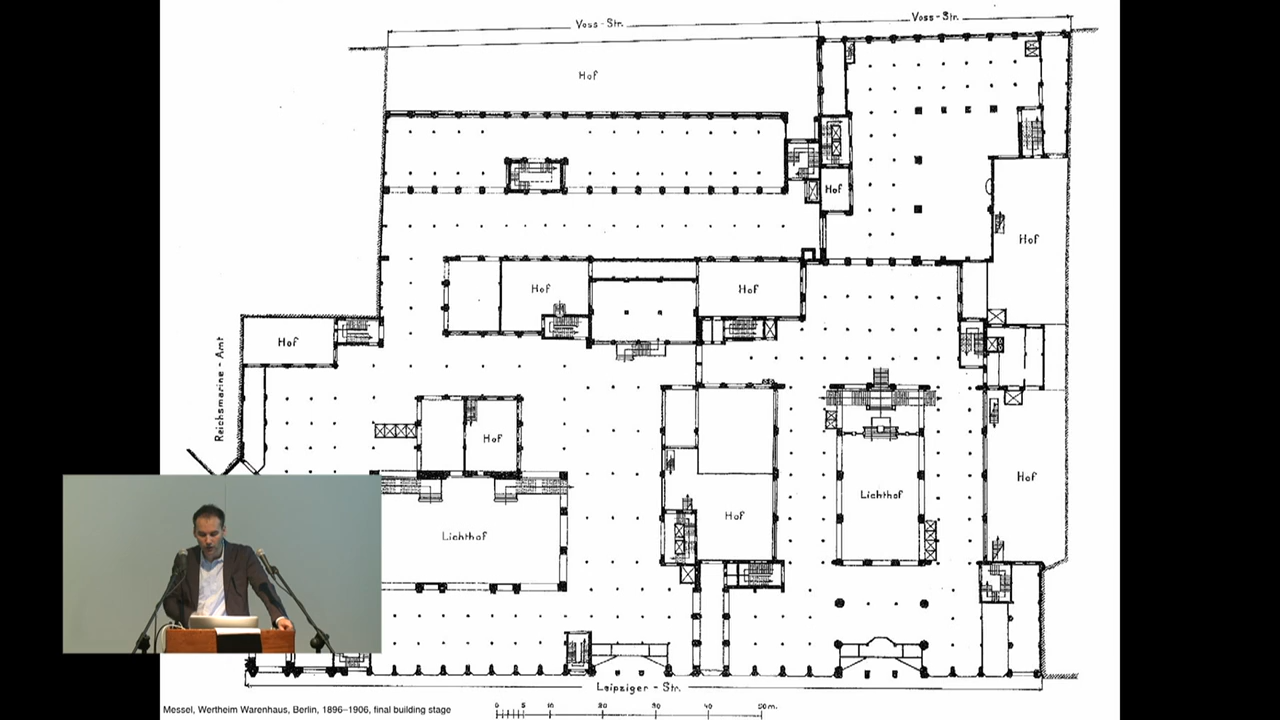 Voss-Str.
Voss-Str.
Hof
Hof
Hof
Hof
Hof
Hof
Reichsmarine-Amt
Hof
Lichthof
Hof
Lichthof
Hof
Leipziger-Str.
Messel, Wertheim Warenhaus, Berlin, 1896–1906, final building stage
0 5 10 20 30 40 50 m.